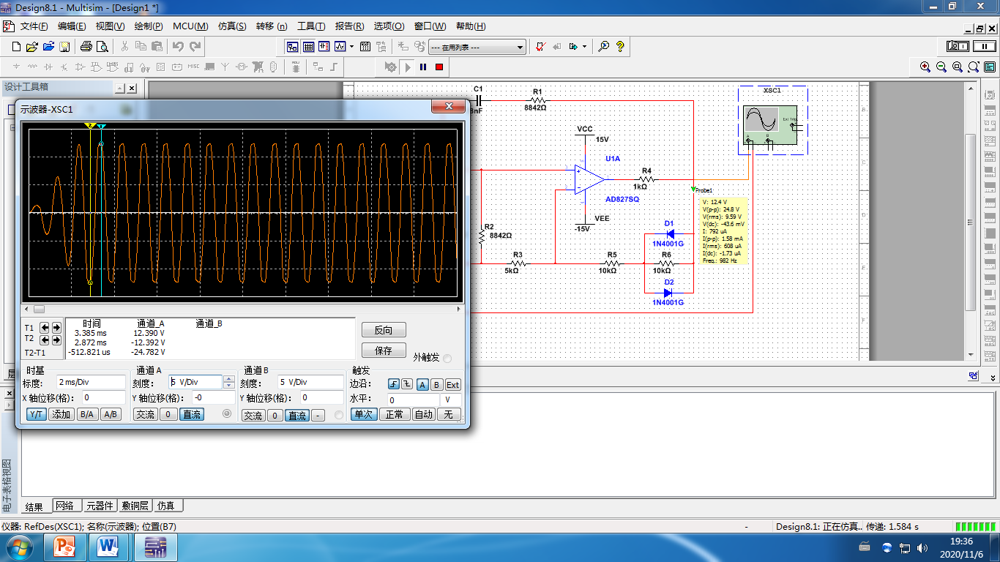 Design8.1 - Multisim - [Design1 *]
文件(F) 编辑(E) 视图(V) 绘制(P) MCU(M) 仿真(S) 转移 (n) 工具(T) 报告(R) 选项(O) 窗口(W) 帮助(H)
--- 在用列表 ---
MISC
设计工具箱
示波器-XSC1
2 1
时间 通道_A 通道_B
T1 3.385 ms 12.390 V
T2 2.872 ms -12.392 V
T2-T1 -512.821 us -24.782 V
反向
保存
外触发
时基 通道 A 通道 B 触发
标度: 2 ms/Div 刻度: 5 V/Div 刻度: 5 V/Div 边沿: A B Ext
X 轴位移(格): 0 Y 轴位移(格): -0 Y 轴位移(格): 0 水平: 0 V
Y/T 添加 B/A A/B 交流 0 直流 交流 0 直流 - 单次 正常 自动 无
C1
8nF
R1
8842Ω
VCC
15V
U1A
AD827SQ
R4
1kΩ
VEE
-15V
R2
8842Ω
R3
5kΩ
R5
10kΩ
R6
10kΩ
D1
1N4001G
D2
1N4001G
XSC1
Ext Trig
A B
Probe1
V: 12.4 V
V(p-p): 24.8 V
V(rms): 9.59 V
V(dc): -43.6 mV
I: 792 uA
I(p-p): 1.58 mA
I(rms): 608 uA
I(dc): -1.73 uA
Freq.: 982 Hz
B
C
D
E
F
层
电子表格视图
结果 网络 元器件 敷铜层 仿真
仪器: RefDes(XSC1); 名称(示波器); 位置(B7) - Design8.1: 正在仿真.. 传递: 1.584 s
19:36
2020/11/6